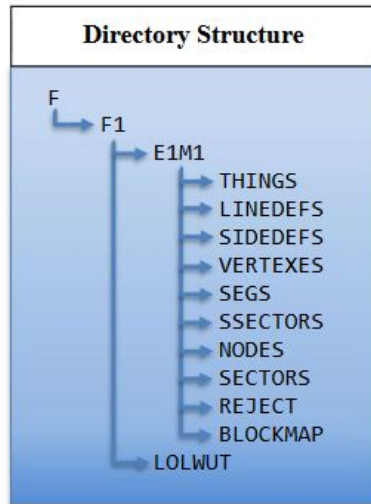 Directory Structure
F
F1
E1M1
THINGS
LINEDEFS
SIDEDEFS
VERTEXES
SEGS
SSECTORS
NODES
SECTORS
REJECT
BLOCKMAP
LOLWUT